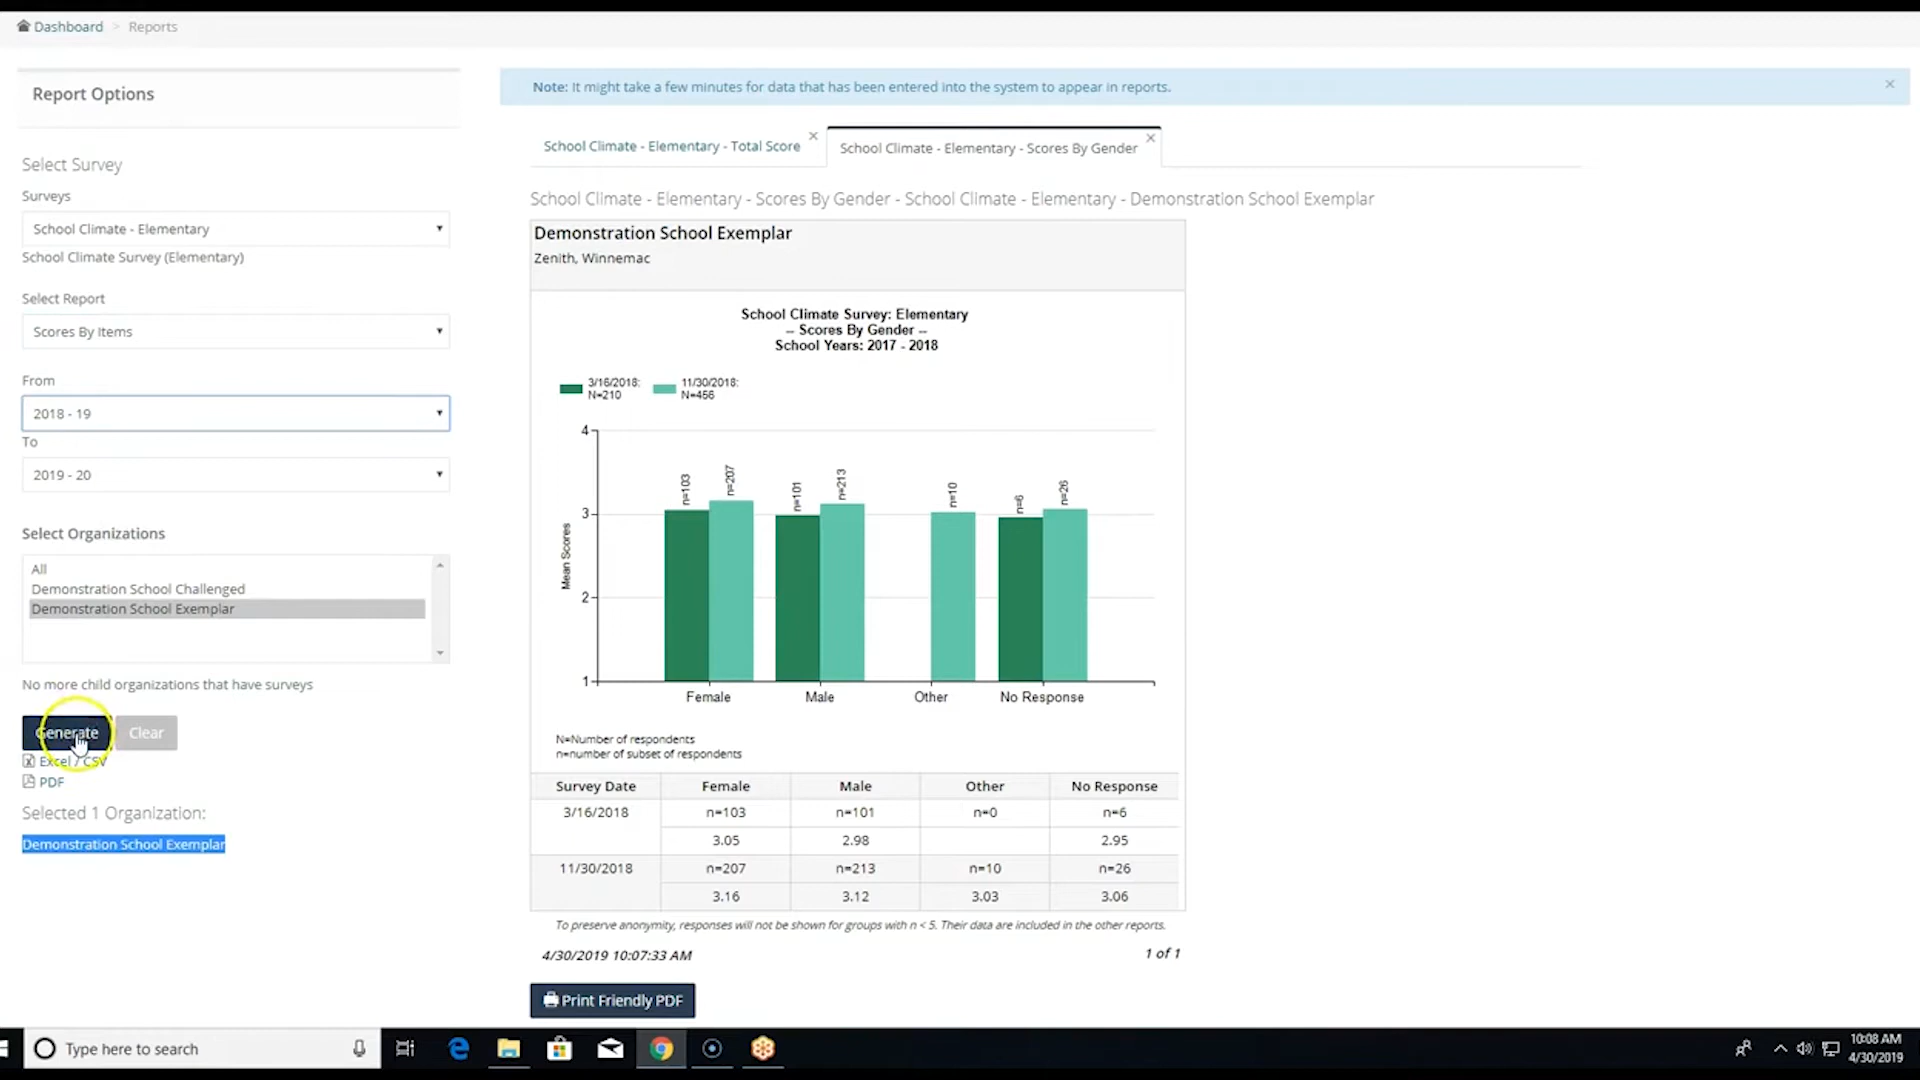 Dashboard > Reports
Report Options
Note: It might take a few minutes for data that has been entered into the system to appear in reports.
×
School Climate - Elementary - Total Score
×
School Climate - Elementary - Scores By Gender
×
Select Survey
Surveys
School Climate - Elementary
School Climate Survey (Elementary)
Select Report
Scores By Items
From
2018 - 19
To
2019 - 20
Select Organizations
All
Demonstration School Challenged
Demonstration School Exemplar
No more child organizations that have surveys
Generate
Clear
Excel / CSV
PDF
Selected 1 Organization:
Demonstration School Exemplar
School Climate - Elementary - Scores By Gender - School Climate - Elementary - Demonstration School Exemplar
Demonstration School Exemplar
Zenith, Winnemac
School Climate Survey: Elementary
-- Scores By Gender --
School Years: 2017 - 2018
3/16/2018: 11/30/2018:
N=210 N=456
4
3
2
1
Mean Scores
n=103 n=207 n=101 n=213 n=10 n=6 n=26
Female Male Other No Response
N=Number of respondents
n=number of subset of respondents
Survey Date Female Male Other No Response
3/16/2018 n=103 n=101 n=0 n=6
3.05 2.98 2.95
11/30/2018 n=207 n=213 n=10 n=26
3.16 3.12 3.03 3.06
To preserve anonymity, responses will not be shown for groups with n < 5. Their data are included in the other reports.
4/30/2019 10:07:33 AM 1 of 1
Print Friendly PDF
Type here to search
10:08 AM
4/30/2019